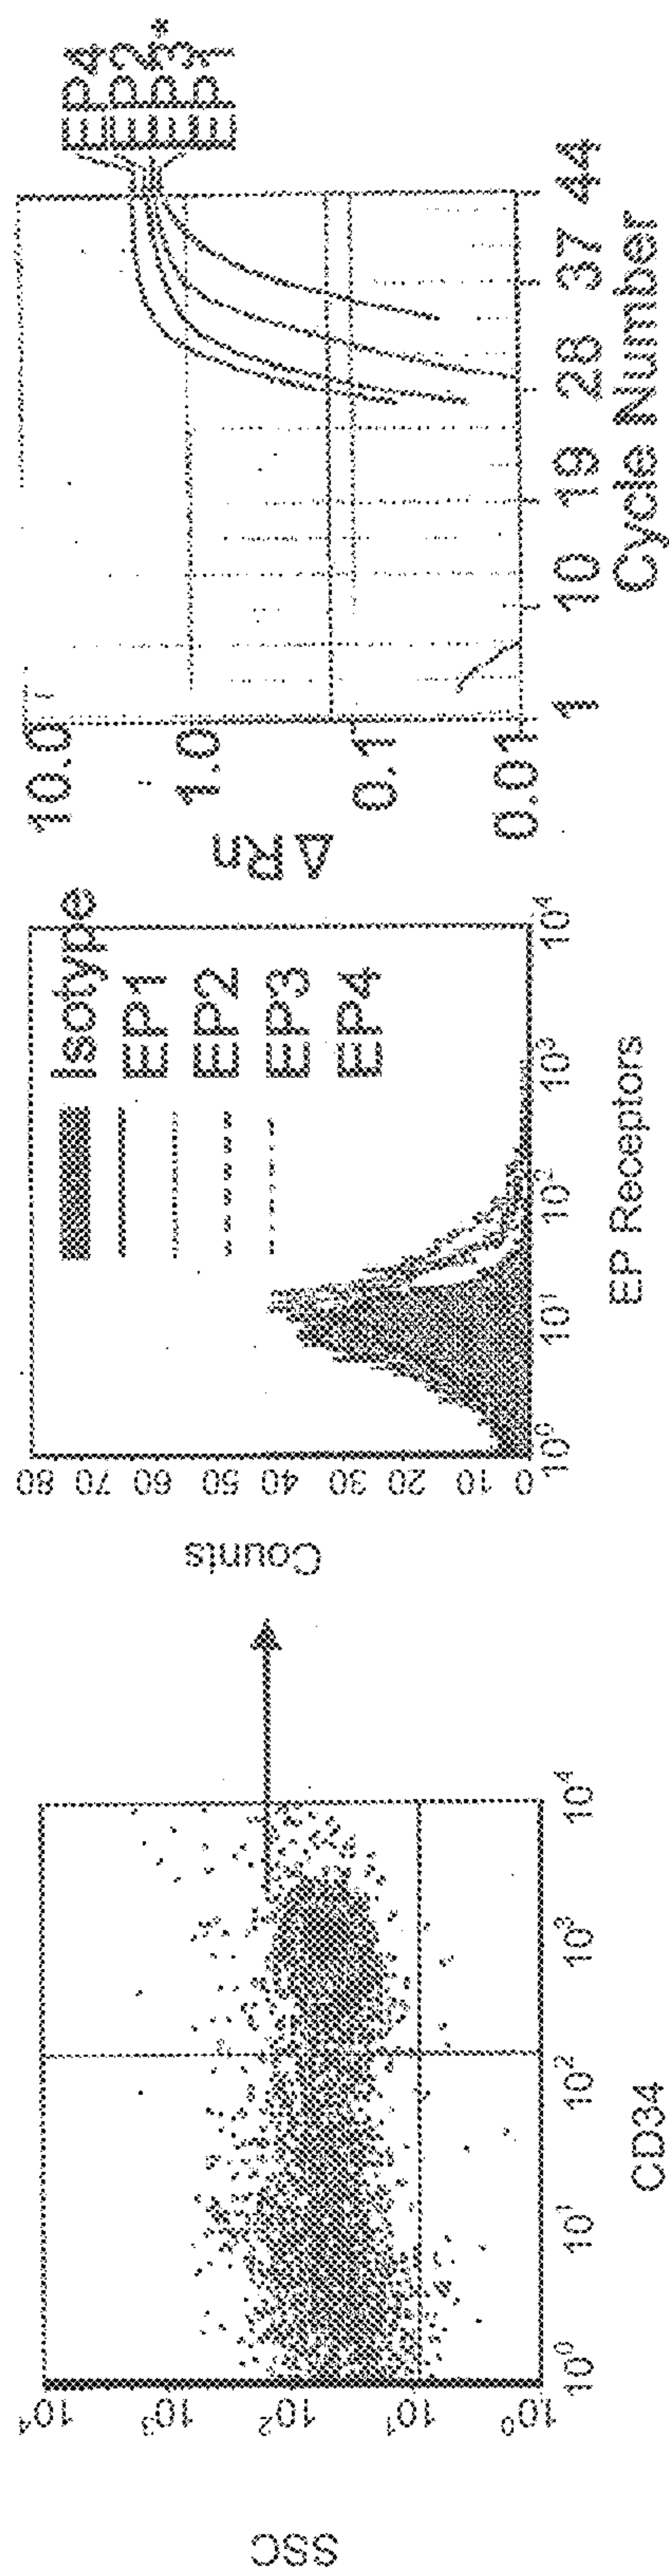 SSC
10⁴
10³
10²
10¹
10⁰
10⁰
10¹
10²
10³
10⁴
CD34
Counts
80
70
60
50
40
30
20
10
0
Isotype
EP1
EP2
EP3
EP4
10⁰
10¹
10²
10³
10⁴
EP Receptors
ΔRn
10.0
1.0
0.1
0.01
EP4
EP2
EP3*
EP1
1
10
19
28
37
44
Cycle Number